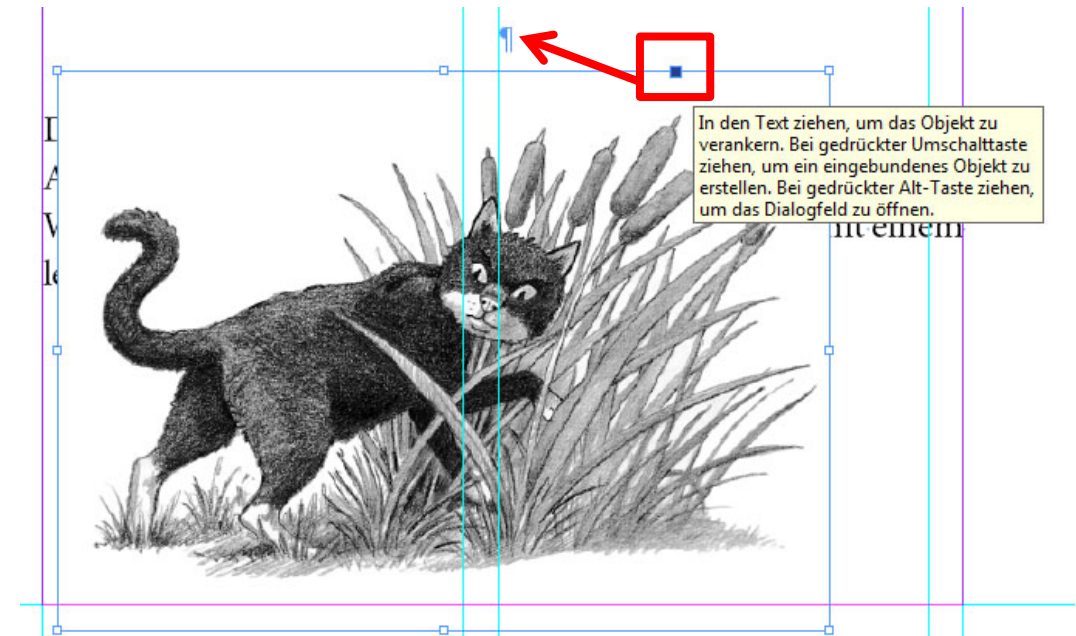 ¶
In den Text ziehen, um das Objekt zu
verankern. Bei gedrückter Umschalttaste
ziehen, um ein eingebundenes Objekt zu
erstellen. Bei gedrückter Alt-Taste ziehen,
um das Dialogfeld zu öffnen.
einem